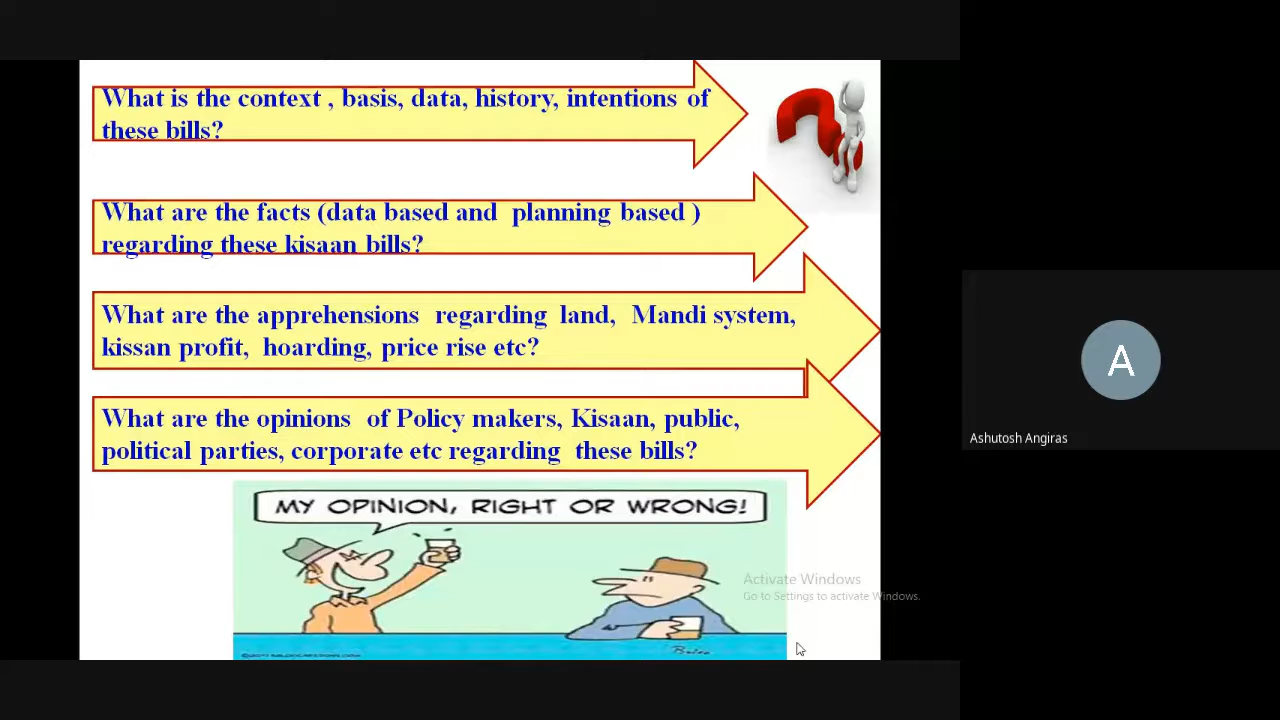 What is the context , basis, data, history, intentions of
these bills?
What are the facts (data based and planning based )
regarding these kisaan bills?
What are the apprehensions regarding land, Mandi system,
kissan profit, hoarding, price rise etc?
What are the opinions of Policy makers, Kisaan, public,
political parties, corporate etc regarding these bills?
MY OPINION, RIGHT OR WRONG!
Activate Windows
Go to Settings to activate Windows.
A
Ashutosh Angiras